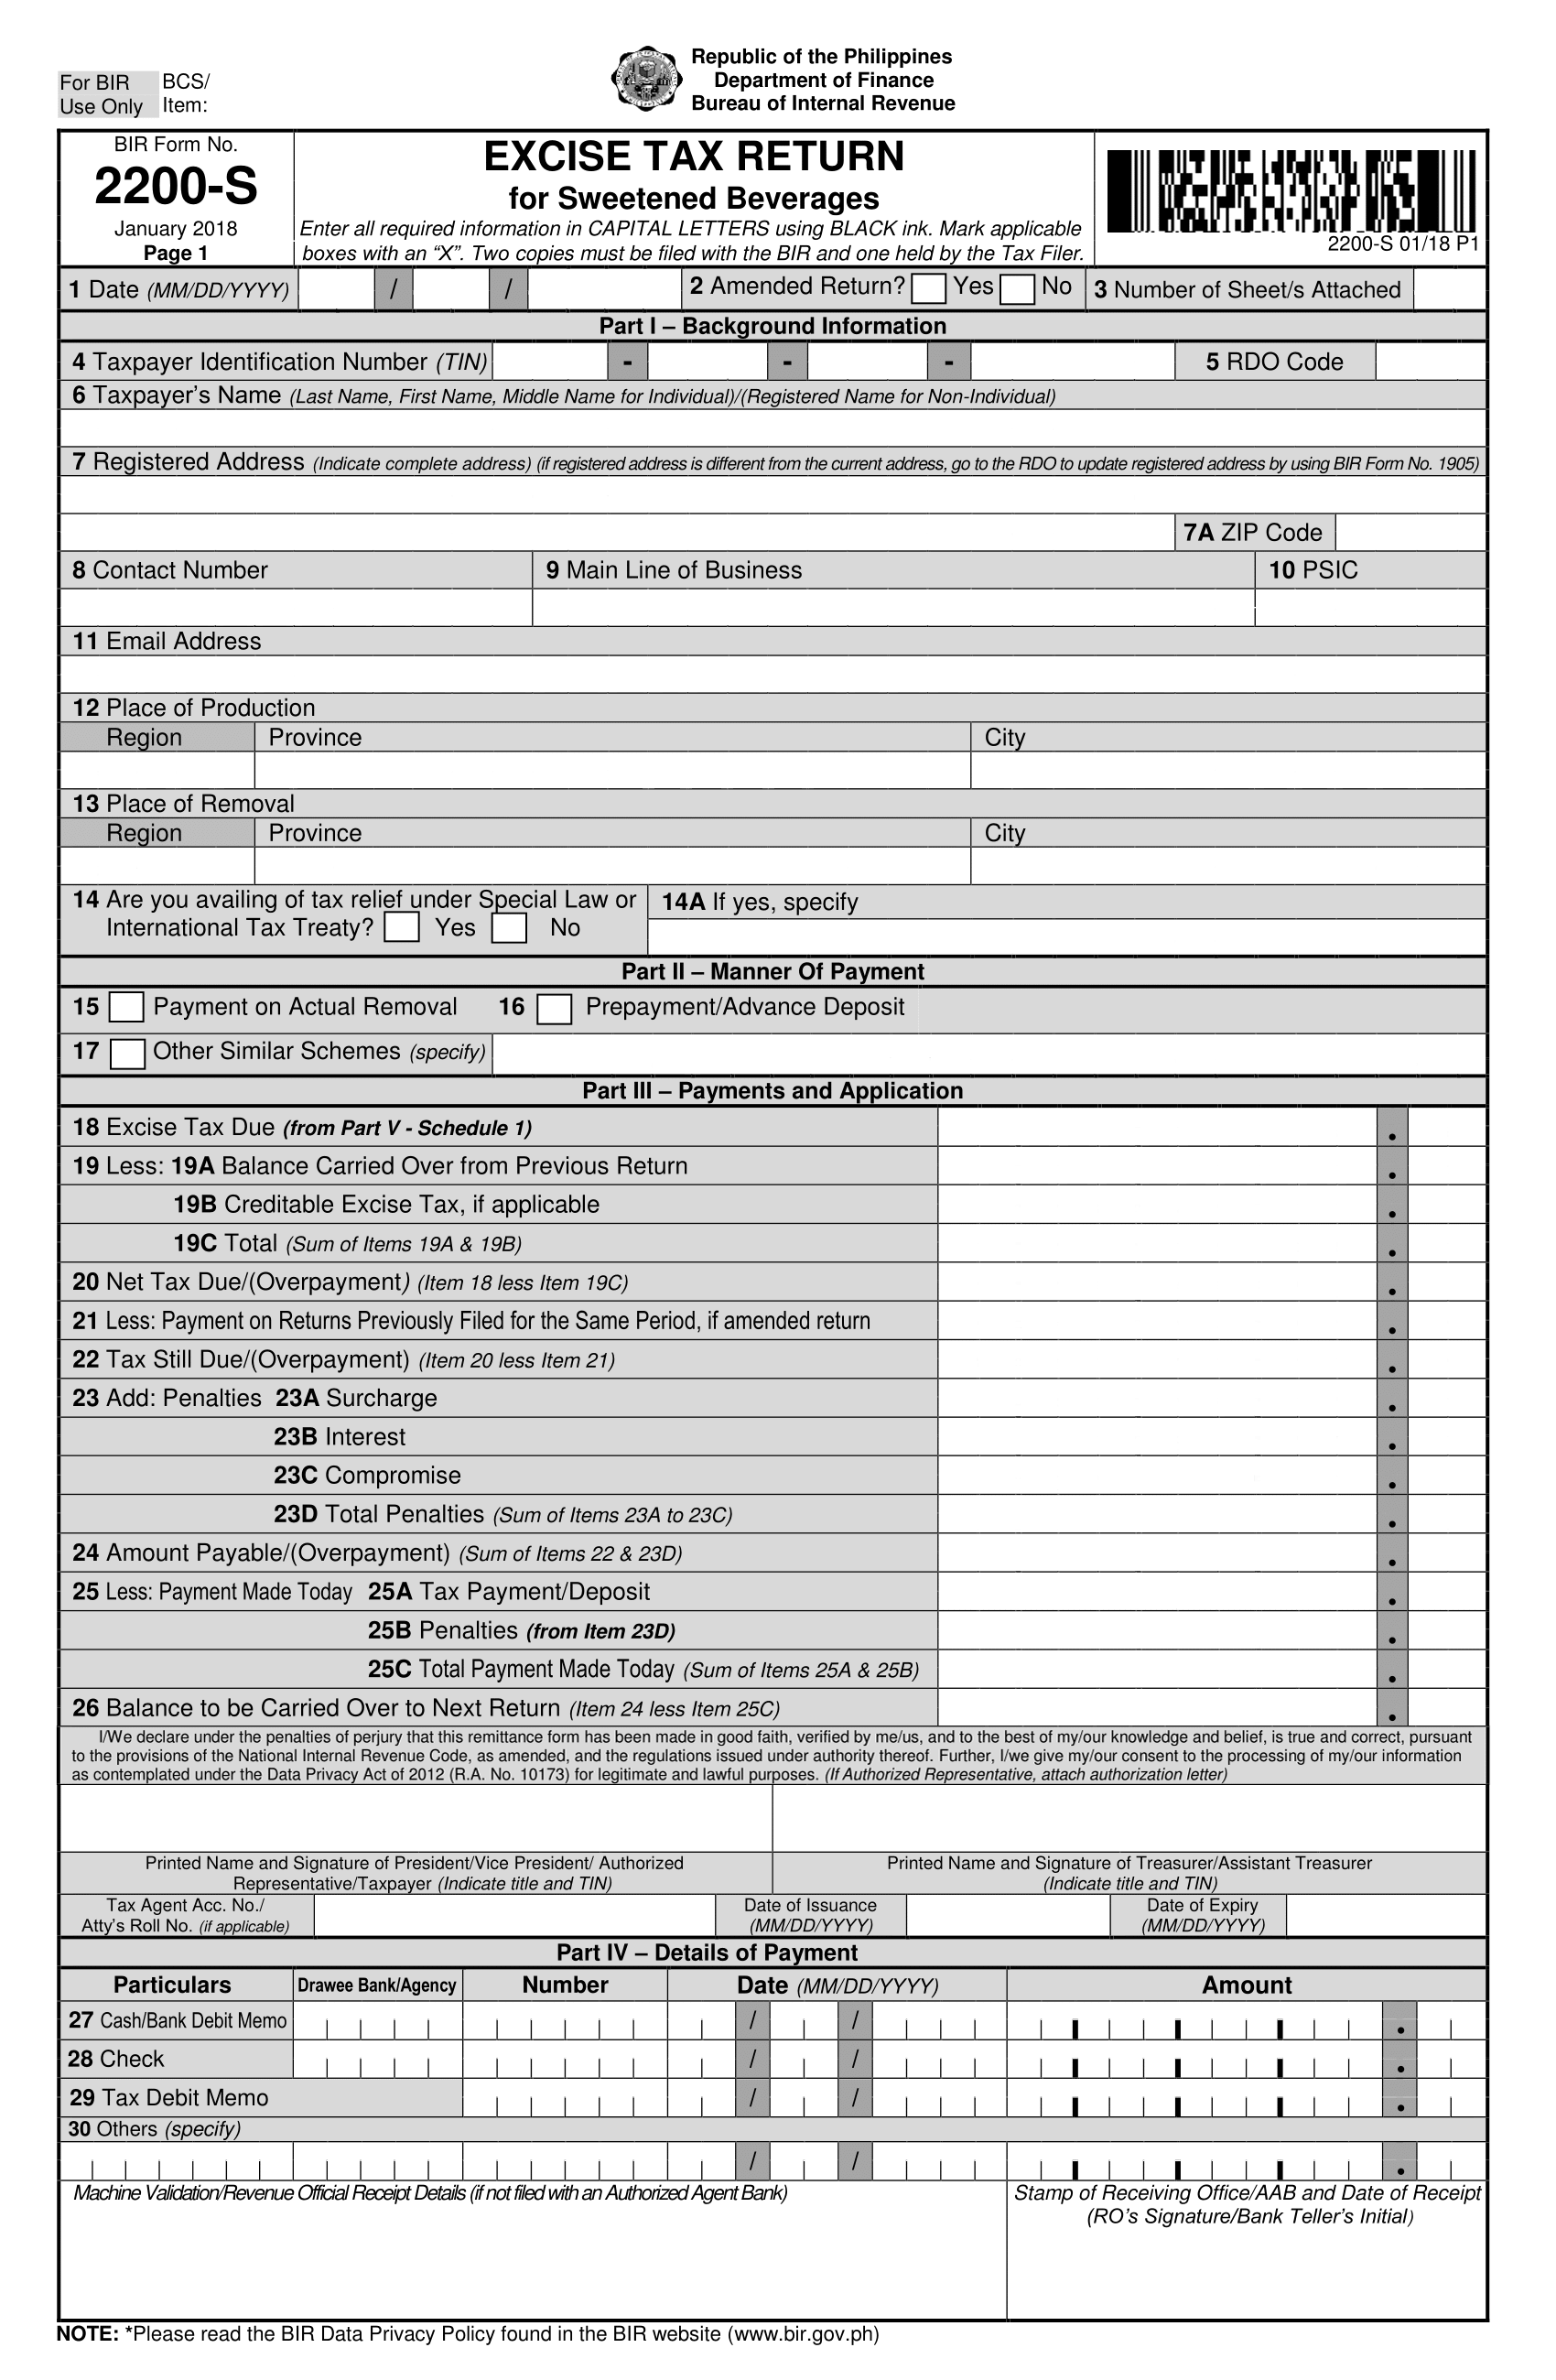 Republic of the Philippines
Department of Finance
Bureau of Internal Revenue
For BIR Use Only
BCS/ Item:
BIR Form No.
2200-S
January 2018
Page 1
EXCISE TAX RETURN
for Sweetened Beverages
Enter all required information in CAPITAL LETTERS using BLACK ink. Mark applicable
boxes with an “X”. Two copies must be filed with the BIR and one held by the Tax Filer.
2200-S 01/18 P1
1 Date (MM/DD/YYYY) / / 2 Amended Return? Yes No 3 Number of Sheet/s Attached
Part I – Background Information
4 Taxpayer Identification Number (TIN) - - - 5 RDO Code
6 Taxpayer’s Name (Last Name, First Name, Middle Name for Individual)/(Registered Name for Non-Individual)
7 Registered Address (Indicate complete address) (if registered address is different from the current address, go to the RDO to update registered address by using BIR Form No. 1905)
7A ZIP Code
8 Contact Number 9 Main Line of Business 10 PSIC
11 Email Address
12 Place of Production
Region Province City
13 Place of Removal
Region Province City
14 Are you availing of tax relief under Special Law or
International Tax Treaty? Yes No
14A If yes, specify
Part II – Manner Of Payment
15 Payment on Actual Removal 16 Prepayment/Advance Deposit
17 Other Similar Schemes (specify)
Part III – Payments and Application
18 Excise Tax Due (from Part V - Schedule 1) .
19 Less: 19A Balance Carried Over from Previous Return .
19B Creditable Excise Tax, if applicable .
19C Total (Sum of Items 19A & 19B) .
20 Net Tax Due/(Overpayment) (Item 18 less Item 19C) .
21 Less: Payment on Returns Previously Filed for the Same Period, if amended return .
22 Tax Still Due/(Overpayment) (Item 20 less Item 21) .
23 Add: Penalties 23A Surcharge .
23B Interest .
23C Compromise .
23D Total Penalties (Sum of Items 23A to 23C) .
24 Amount Payable/(Overpayment) (Sum of Items 22 & 23D) .
25 Less: Payment Made Today 25A Tax Payment/Deposit .
25B Penalties (from Item 23D) .
25C Total Payment Made Today (Sum of Items 25A & 25B) .
26 Balance to be Carried Over to Next Return (Item 24 less Item 25C) .
I/We declare under the penalties of perjury that this remittance form has been made in good faith, verified by me/us, and to the best of my/our knowledge and belief, is true and correct, pursuant
to the provisions of the National Internal Revenue Code, as amended, and the regulations issued under authority thereof. Further, I/we give my/our consent to the processing of my/our information
as contemplated under the Data Privacy Act of 2012 (R.A. No. 10173) for legitimate and lawful purposes. (If Authorized Representative, attach authorization letter)
Printed Name and Signature of President/Vice President/ Authorized
Representative/Taxpayer (Indicate title and TIN)
Printed Name and Signature of Treasurer/Assistant Treasurer
(Indicate title and TIN)
Tax Agent Acc. No./
Atty’s Roll No. (if applicable)
Date of Issuance
(MM/DD/YYYY)
Date of Expiry
(MM/DD/YYYY)
Part IV – Details of Payment
Particulars Drawee Bank/Agency Number Date (MM/DD/YYYY) Amount
27 Cash/Bank Debit Memo / / .
28 Check / / .
29 Tax Debit Memo / / .
30 Others (specify)
/ / .
Machine Validation/Revenue Official Receipt Details (if not filed with an Authorized Agent Bank)
Stamp of Receiving Office/AAB and Date of Receipt
(RO’s Signature/Bank Teller’s Initial)
NOTE: *Please read the BIR Data Privacy Policy found in the BIR website (www.bir.gov.ph)